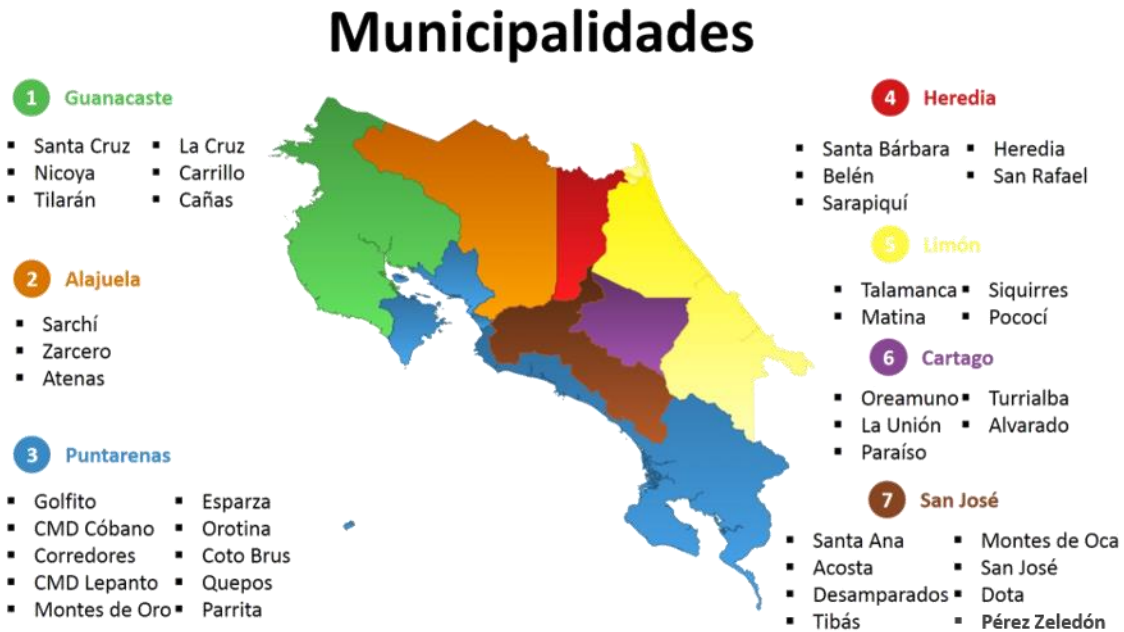 Municipalidades
1 Guanacaste
▪ Santa Cruz ▪ La Cruz
▪ Nicoya ▪ Carrillo
▪ Tilarán ▪ Cañas
2 Alajuela
▪ Sarchí
▪ Zarcero
▪ Atenas
3 Puntarenas
▪ Golfito ▪ Esparza
▪ CMD Cóbano ▪ Orotina
▪ Corredores ▪ Coto Brus
▪ CMD Lepanto ▪ Quepos
▪ Montes de Oro ▪ Parrita
4 Heredia
▪ Santa Bárbara ▪ Heredia
▪ Belén ▪ San Rafael
▪ Sarapiquí
5 Limón
▪ Talamanca ▪ Siquirres
▪ Matina ▪ Pococí
6 Cartago
▪ Oreamuno ▪ Turrialba
▪ La Unión ▪ Alvarado
▪ Paraíso
7 San José
▪ Santa Ana ▪ Montes de Oca
▪ Acosta ▪ San José
▪ Desamparados ▪ Dota
▪ Tibás ▪ Pérez Zeledón